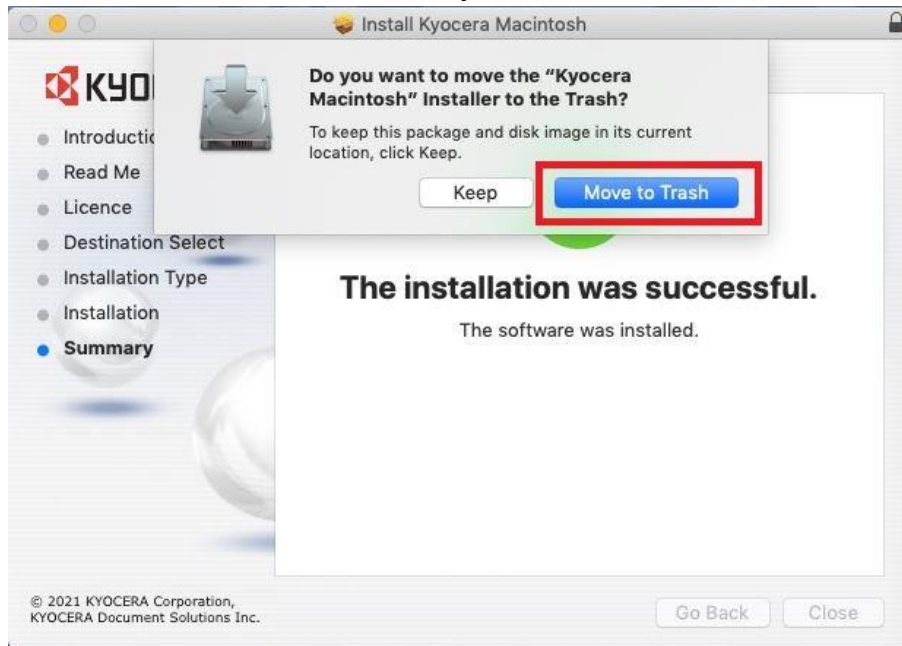 Install Kyocera Macintosh
KYO
Do you want to move the “Kyocera
Macintosh” Installer to the Trash?
To keep this package and disk image in its current
location, click Keep.
Keep
Move to Trash
Introductio
Read Me
Licence
Destination Select
Installation Type
Installation
Summary
The installation was successful.
The software was installed.
© 2021 KYOCERA Corporation,
KYOCERA Document Solutions Inc.
Go Back
Close